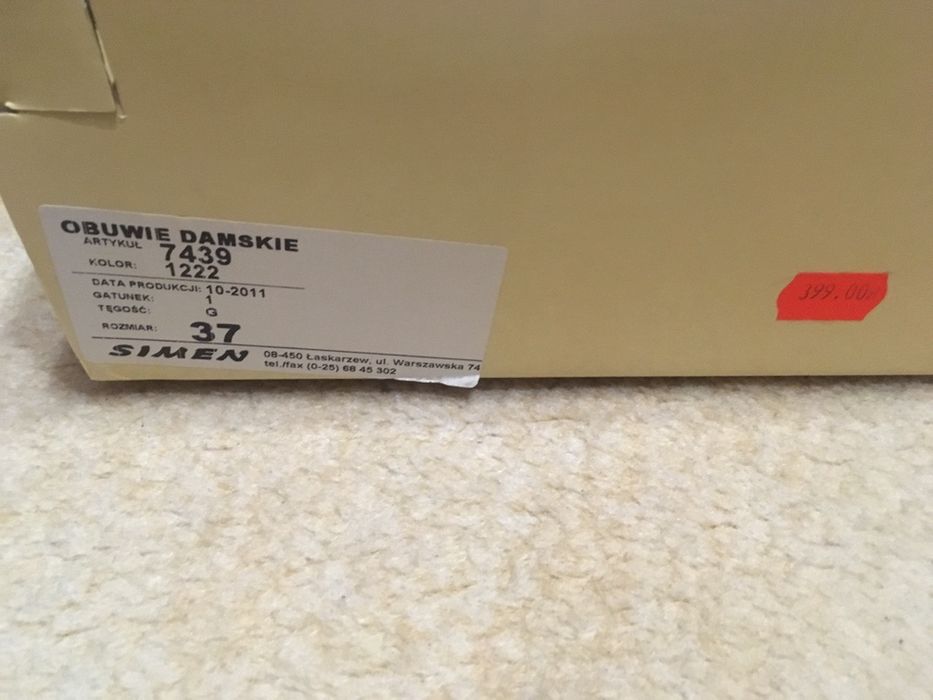 OBUWIE DAMSKIE
ARTYKUŁ 7439
KOLOR: 1222
DATA PRODUKCJI: 10-2011
GATUNEK: 1
TĘGOŚĆ: G
ROZMIAR: 37
SIMEN 08-450 Łaskarzew, ul. Warszawska 74
tel./fax (0-25) 68 45 302
399.00zł